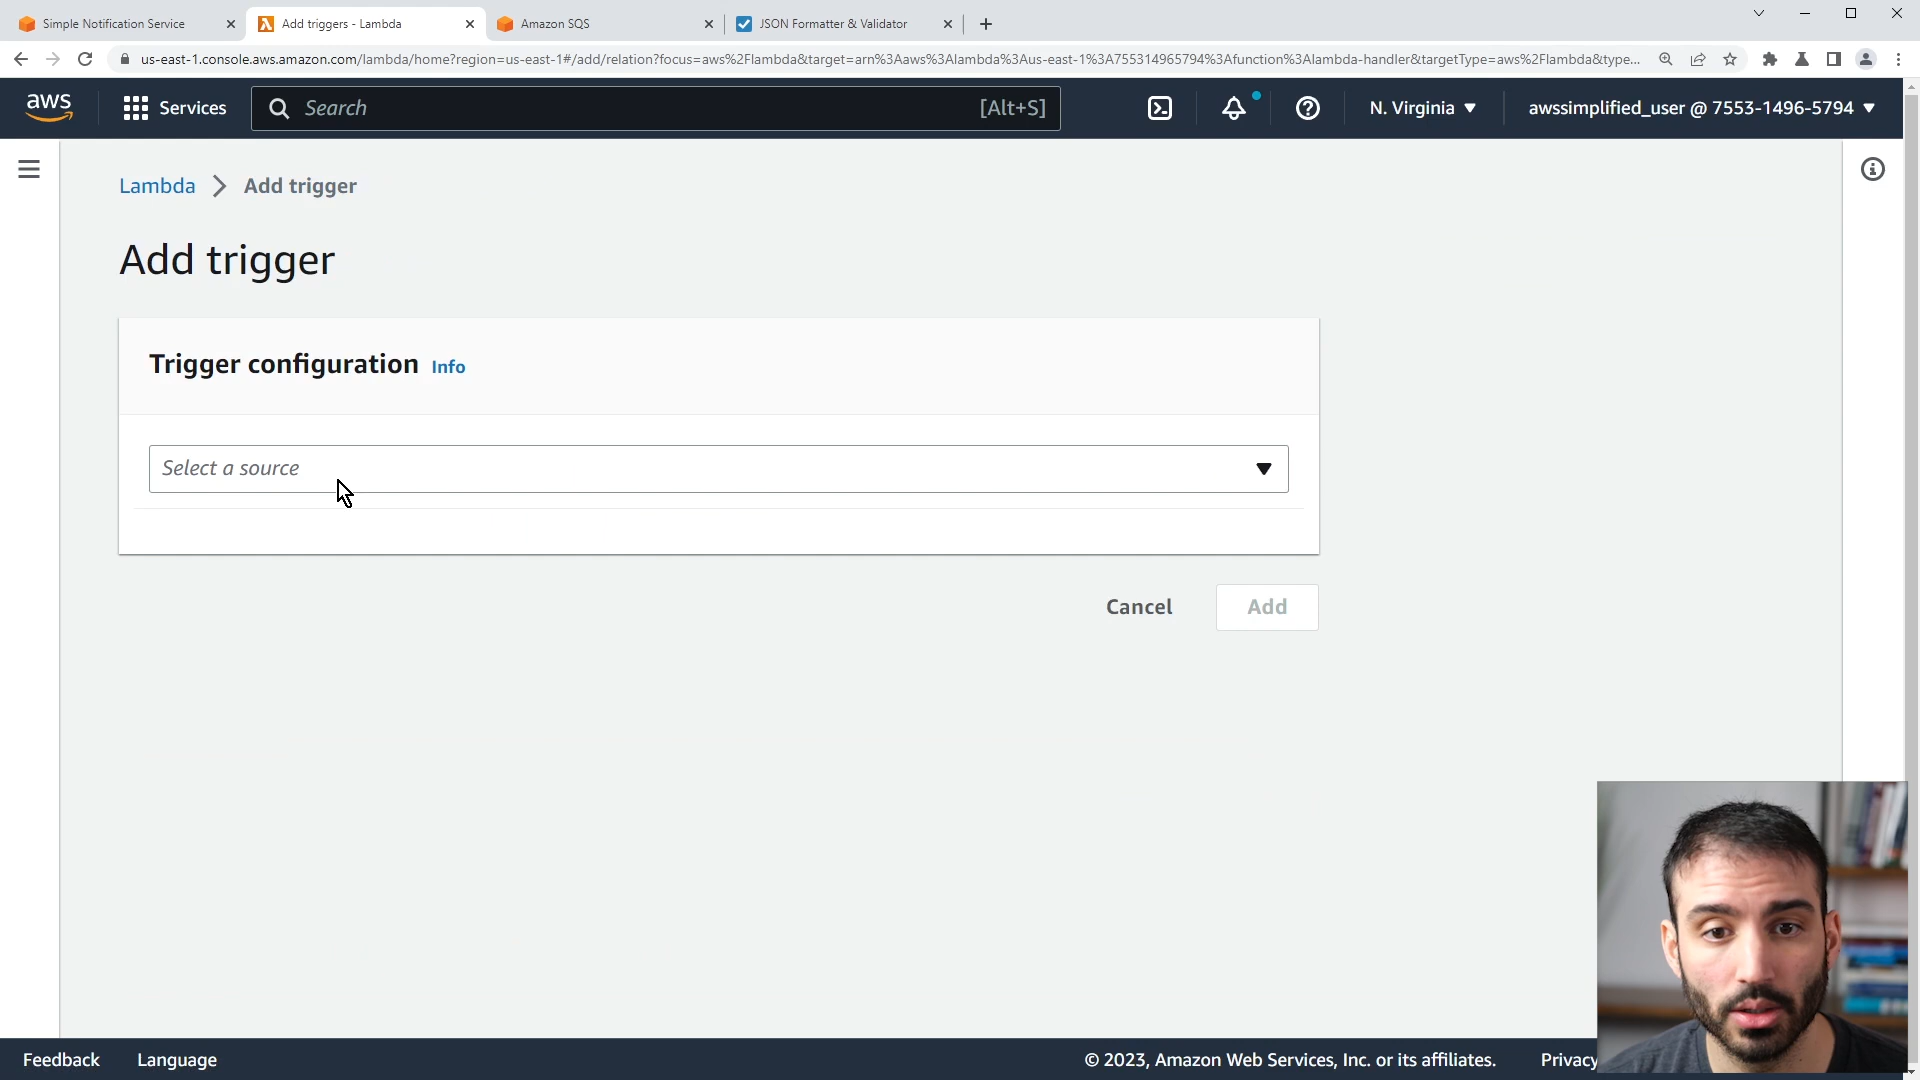 Simple Notification Service
Add triggers - Lambda
Amazon SQS
JSON Formatter & Validator
us-east-1.console.aws.amazon.com/lambda/home?region=us-east-1#/add/relation?focus=aws%2Flambda&target=arn%3Aaws%3Alambda%3Aus-east-1%3A755314965794%3Afunction%3Alambda-handler&targetType=aws%2Flambda&type...
aws
Services
Search
[Alt+S]
N. Virginia
awssimplified_user @ 7553-1496-5794
Lambda
Add trigger
Add trigger
Trigger configuration Info
Select a source
Cancel
Add
Feedback
Language
© 2023, Amazon Web Services, Inc. or its affiliates.
Privacy